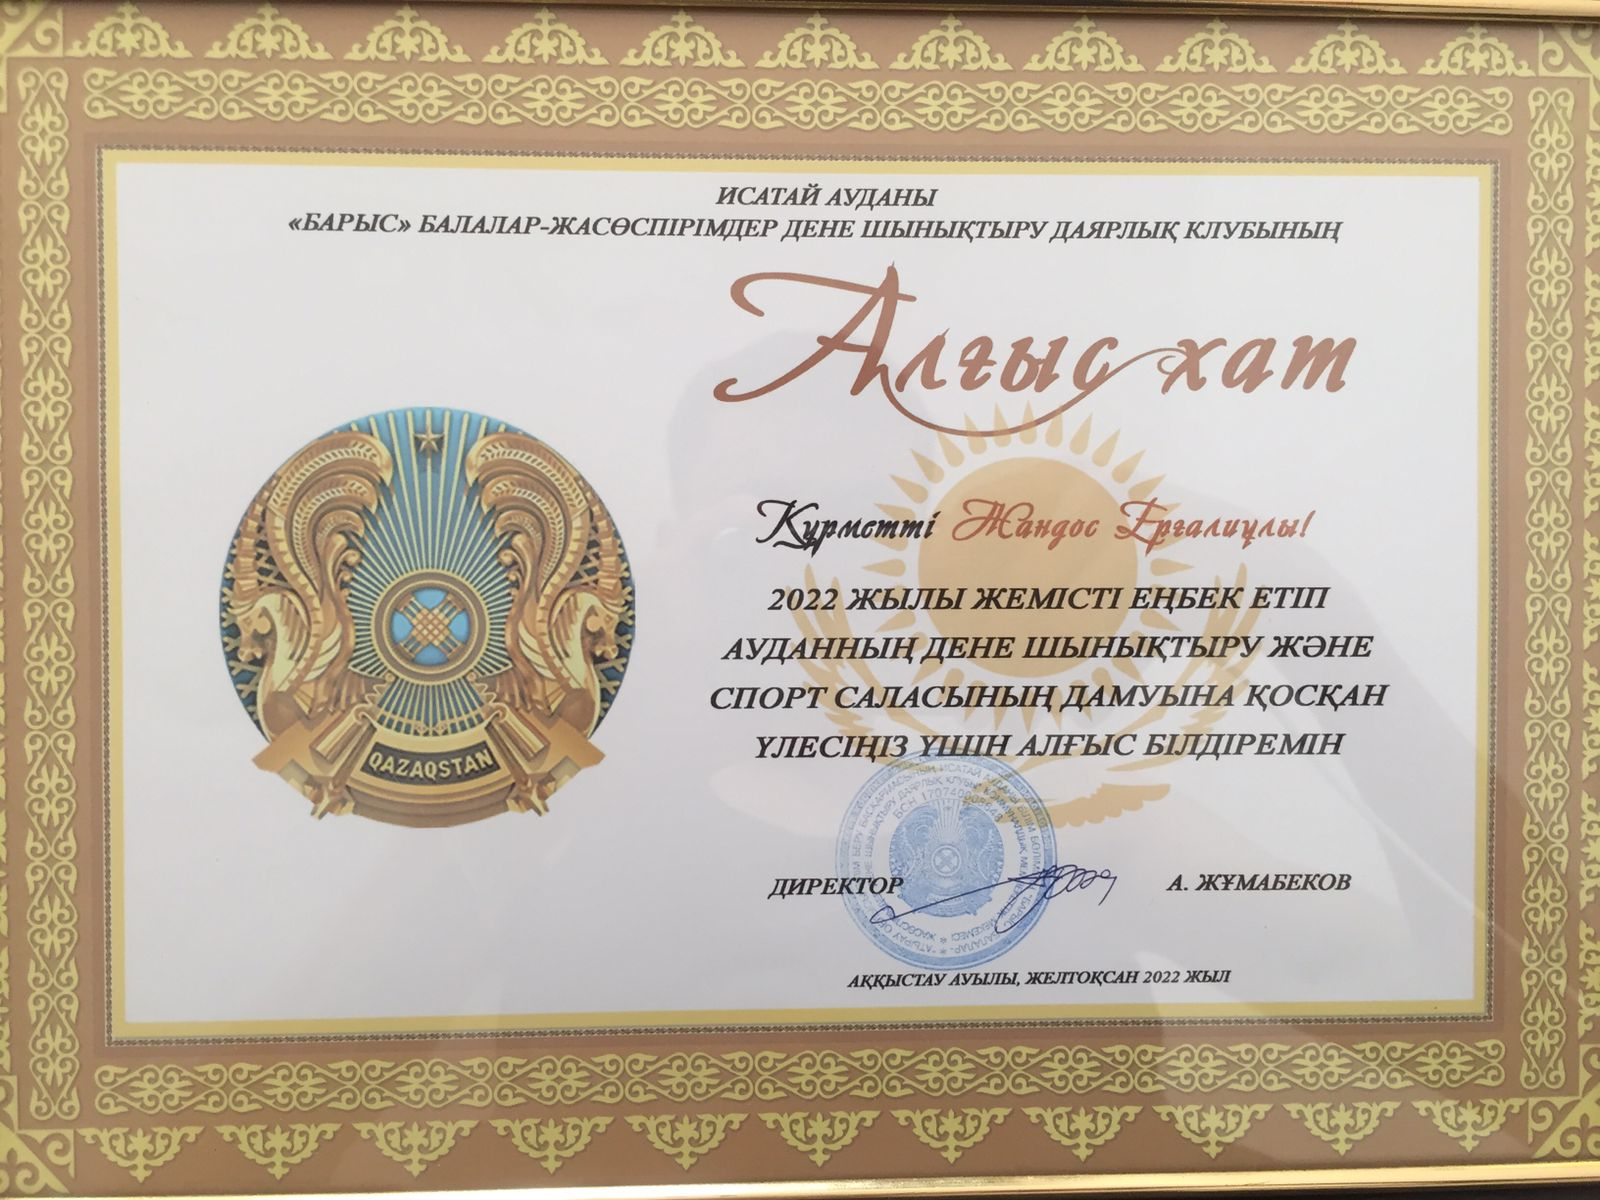 ИСАТАЙ АУДАНЫ
«БАРЫС» БАЛАЛАР-ЖАСӨСПІРІМДЕР ДЕНЕ ШЫНЫҚТЫРУ ДАЯРЛЫҚ КЛУБЫНЫҢ
Алғыс хат
Құрметті Жандос Ерғалиұлы!
2022 ЖЫЛЫ ЖЕМІСТІ ЕҢБЕК ЕТІП
АУДАННЫҢ ДЕНЕ ШЫНЫҚТЫРУ ЖӘНЕ
СПОРТ САЛАСЫНЫҢ ДАМУЫНА ҚОСҚАН
ҮЛЕСІҢІЗ ҮШІН АЛҒЫС БІЛДІРЕМІН
QAZAQSTAN
ДИРЕКТОР А. ЖҰМАБЕКОВ
АҚҚЫСТАУ АУЫЛЫ, ЖЕЛТОҚСАН 2022 ЖЫЛ